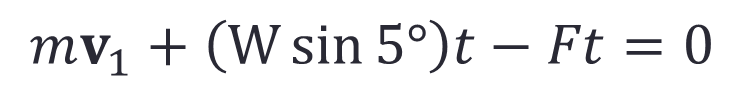 m𝐯₁ + (W sin 5°)t − Ft = 0